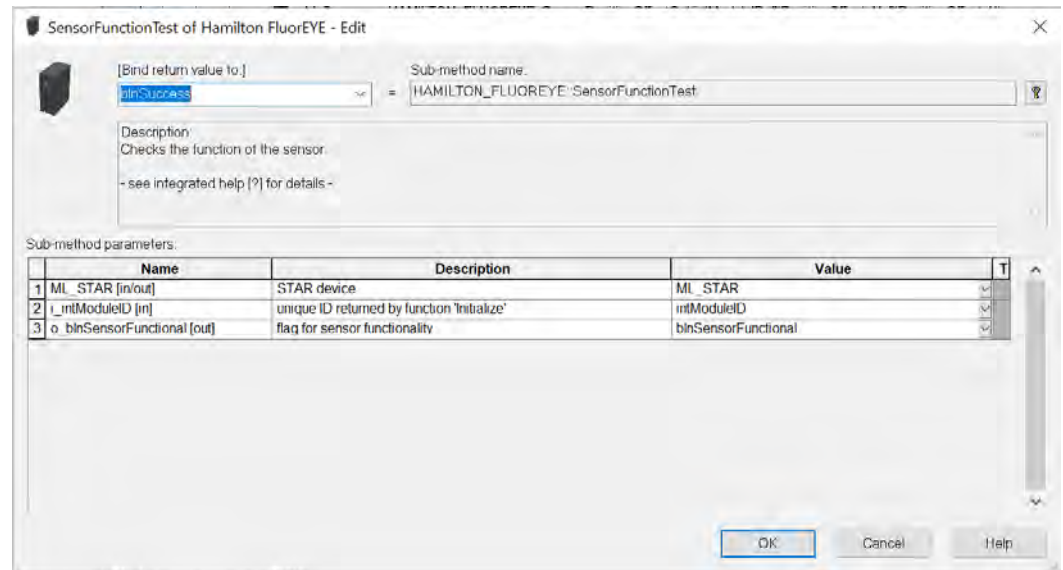 SensorFunctionTest of Hamilton FluorEYE - Edit
[Bind return value to:]
Sub-method name:
blnSuccess
=
HAMILTON_FLUOREYE::SensorFunctionTest
?
Description:
Checks the function of the sensor.
- see integrated help [?] for details -
Sub-method parameters:
Name Description Value T
1 ML_STAR [in/out] STAR device ML_STAR
2 i_intModuleID [in] unique ID returned by function 'Initialize' intModuleID
3 o_blnSensorFunctional [out] flag for sensor functionality blnSensorFunctional
OK Cancel Help